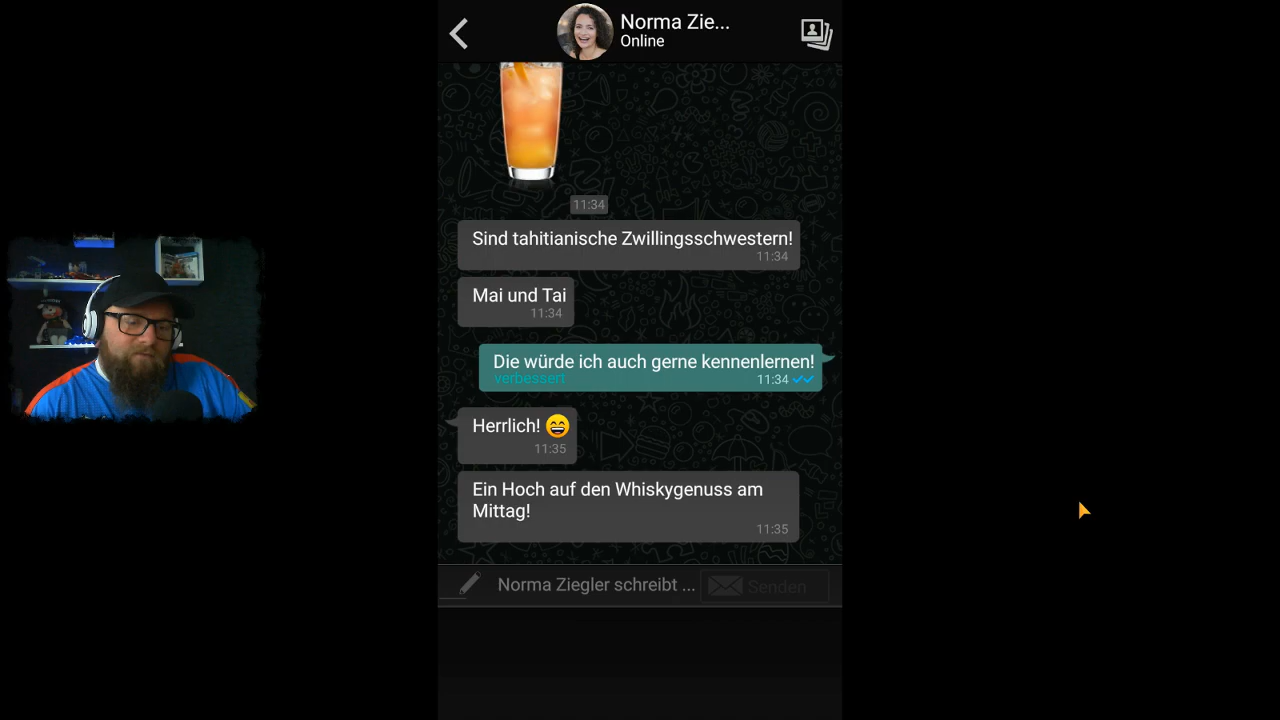 Norma Zie...
Online
11:34
Sind tahitianische Zwillingsschwestern!
11:34
Mai und Tai
11:34
Die würde ich auch gerne kennenlernen!
verbessert
11:34
Herrlich! 😄
11:35
Ein Hoch auf den Whiskygenuss am
Mittag!
11:35
Norma Ziegler schreibt ...
Senden